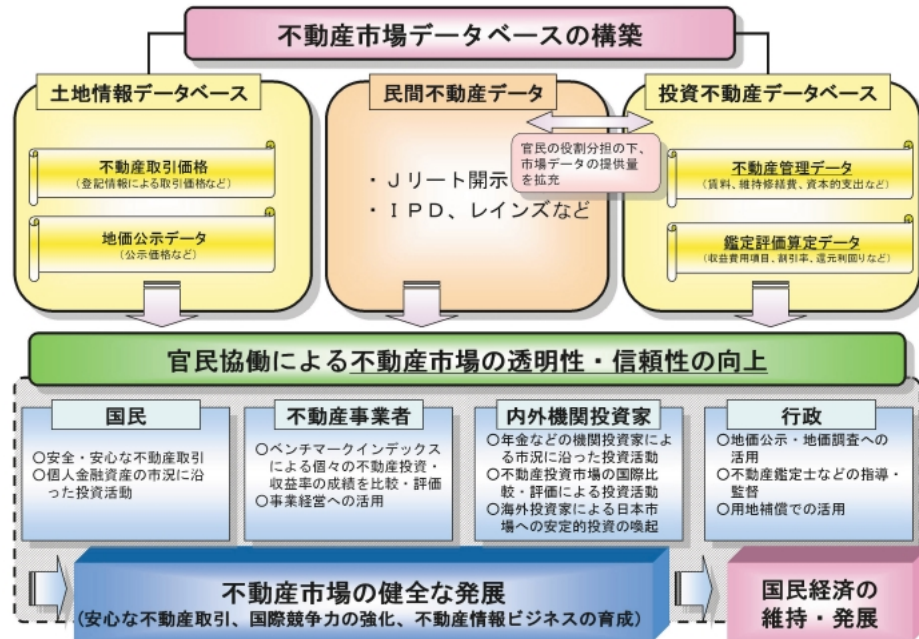 不動産市場データベースの構築
土地情報データベース
不動産取引価格
(登記情報による取引価格など)
地価公示データ
(公示価格など)
民間不動産データ
・Jリート開示
・IPD、レインズなど
官民の役割分担の下、
市場データの提供量
を拡充
投資不動産データベース
不動産管理データ
(賃料、維持修繕費、資本的支出など)
鑑定評価算定データ
(収益費用項目、割引率、還元利回りなど)
官民協働による不動産市場の透明性・信頼性の向上
国民
○安全・安心な不動産取引
○個人金融資産の市況に沿
った投資活動
不動産事業者
○ベンチマークインデックス
による個々の不動産投資・
収益率の成績を比較・評価
○事業経営への活用
内外機関投資家
○年金などの機関投資家によ
る市況に沿った投資活動
○不動産投資市場の国際比
較・評価による投資活動
○海外投資家による日本市
場への安定的投資の喚起
行政
○地価公示・地価調査への
活用
○不動産鑑定士などの指導・
監督
○用地補償での活用
不動産市場の健全な発展
(安心な不動産取引、国際競争力の強化、不動産情報ビジネスの育成)
国民経済の
維持・発展